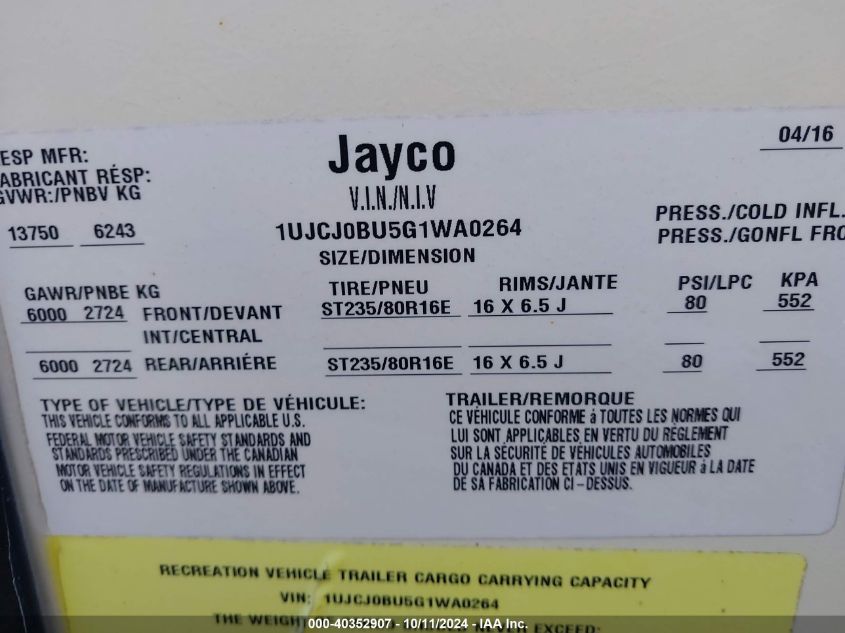 Jayco
04/16
ESP MFR:
ABRICANT RÉSP:
GVWR:/PNBV KG
V.I.N./N.I.V
13750 6243
1UJCJ0BU5G1WA0264
PRESS./COLD INFL.
PRESS./GONFL FRO
SIZE/DIMENSION
GAWR/PNBE KG TIRE/PNEU RIMS/JANTE PSI/LPC KPA
6000 2724 FRONT/DEVANT ST235/80R16E 16 X 6.5 J 80 552
INT/CENTRAL
6000 2724 REAR/ARRIÉRE ST235/80R16E 16 X 6.5 J 80 552
TYPE OF VEHICLE/TYPE DE VÉHICULE: TRAILER/REMORQUE
THIS VEHICLE CONFORMS TO ALL APPLICABLE U.S.
FEDERAL MOTOR VEHICLE SAFETY STANDARDS AND
STANDARDS PRESCRIBED UNDER THE CANADIAN
MOTOR VEHICLE SAFETY REGULATIONS IN EFFECT
ON THE DATE OF MANUFACTURE SHOWN ABOVE.
CE VÉHICULE CONFORME à TOUTES LES NORMES QUI
LUI SONT APPLICABLES EN VERTU DU RÉGLEMENT
SUR LA SÉCURITÉ DE VÉHICULES AUTOMOBILES
DU CANADA ET DES ETATS UNIS EN VIGUEUR à LA DATE
DE SA FABRICATION CI-DESSUS.
RECREATION VEHICLE TRAILER CARGO CARRYING CAPACITY
VIN: 1UJCJ0BU5G1WA0264
THE WEIGHT NEVER EXCEED:
000-40352907 - 10/11/2024 - IAA Inc.